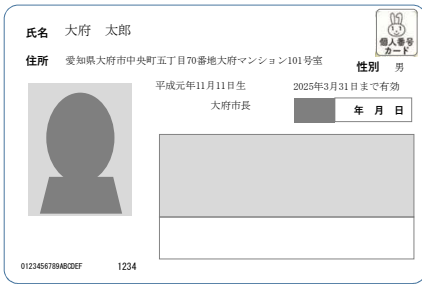 氏名 大府 太郎
個人番号
カード
住所 愛知県大府市中央町五丁目70番地大府マンション101号室
性別 男
平成元年11月11日生 2025年3月31日まで有効
大府市長
年 月 日
0123456789ABCDEF 1234